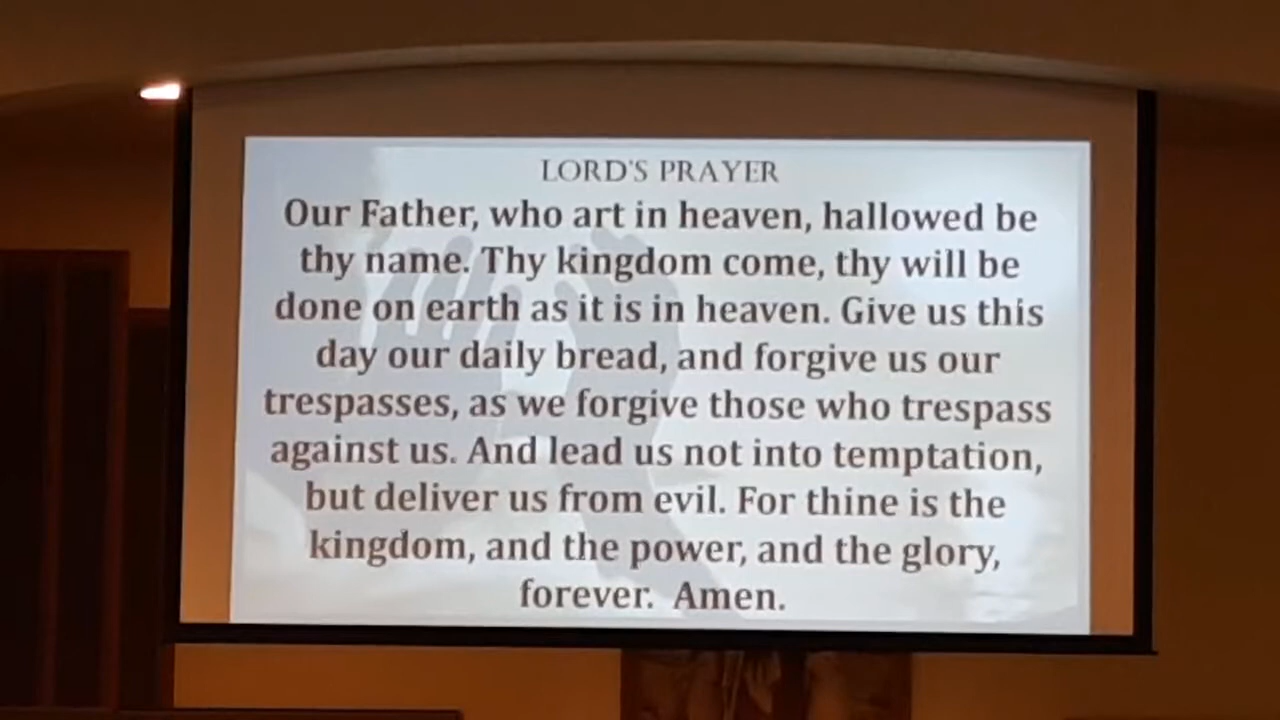 LORD'S PRAYER
Our Father, who art in heaven, hallowed be
thy name. Thy kingdom come, thy will be
done on earth as it is in heaven. Give us this
day our daily bread, and forgive us our
trespasses, as we forgive those who trespass
against us. And lead us not into temptation,
but deliver us from evil. For thine is the
kingdom, and the power, and the glory,
forever.  Amen.